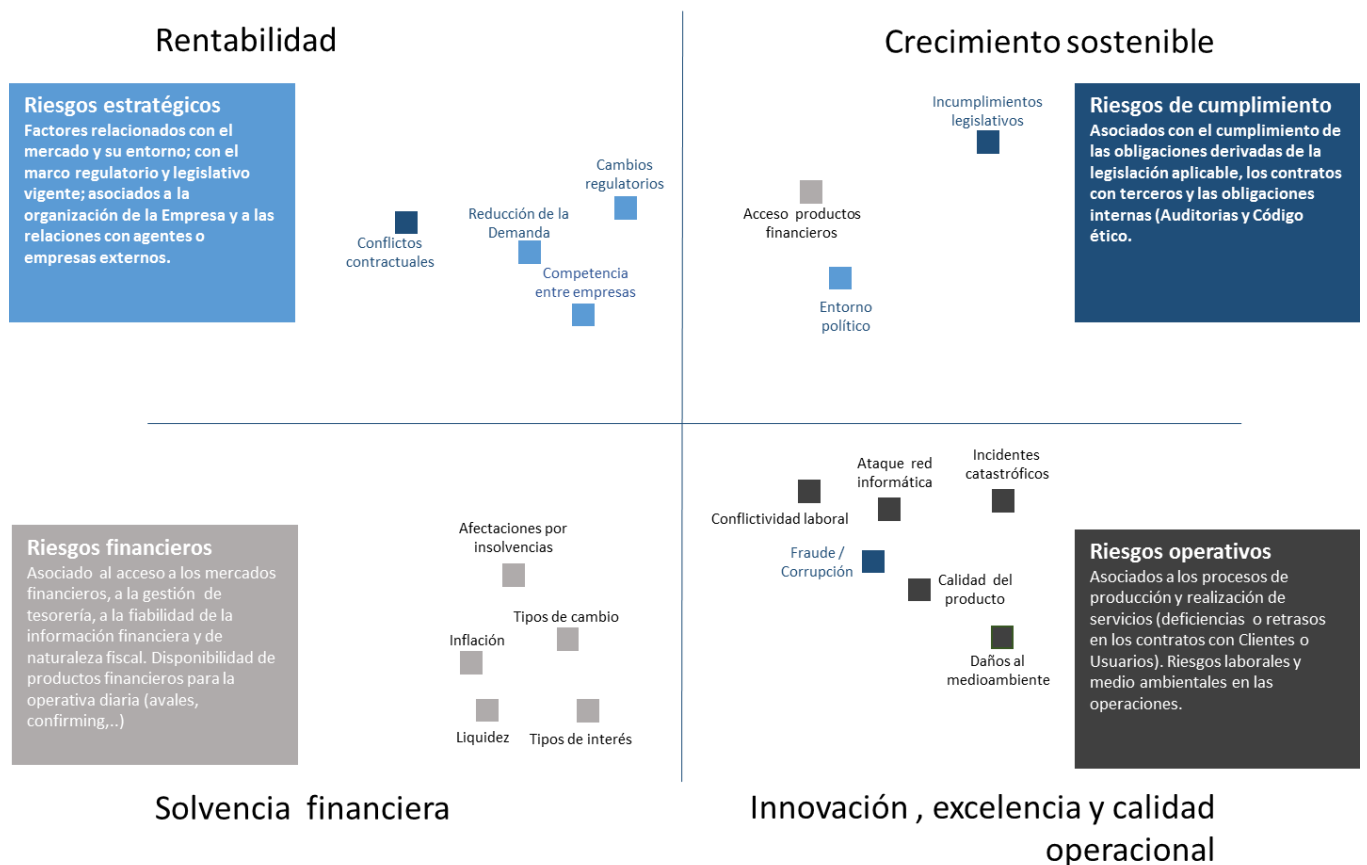 Rentabilidad
Crecimiento sostenible
Riesgos estratégicos
Factores relacionados con el
mercado y su entorno; con el
marco regulatorio y legislativo
vigente; asociados a la
organización de la Empresa y a las
relaciones con agentes o
empresas externos.
Conflictos
contractuales
Reducción de la
Demanda
Cambios
regulatorios
Competencia
entre empresas
Incumplimientos
legislativos
Acceso productos
financieros
Entorno
político
Riesgos de cumplimiento
Asociados con el cumplimiento de
las obligaciones derivadas de la
legislación aplicable, los contratos
con terceros y las obligaciones
internas (Auditorias y Código
ético.
Riesgos financieros
Asociado al acceso a los mercados
financieros, a la gestión de
tesorería, a la fiabilidad de la
información financiera y de
naturaleza fiscal. Disponibilidad de
productos financieros para la
operativa diaria (avales,
confirming,..)
Afectaciones por
insolvencias
Tipos de cambio
Inflación
Liquidez
Tipos de interés
Conflictividad laboral
Ataque red
informática
Incidentes
catastróficos
Fraude /
Corrupción
Calidad del
producto
Daños al
medioambiente
Riesgos operativos
Asociados a los procesos de
producción y realización de
servicios (deficiencias o retrasos
en los contratos con Clientes o
Usuarios). Riesgos laborales y
medio ambientales en las
operaciones.
Solvencia financiera
Innovación , excelencia y calidad
operacional